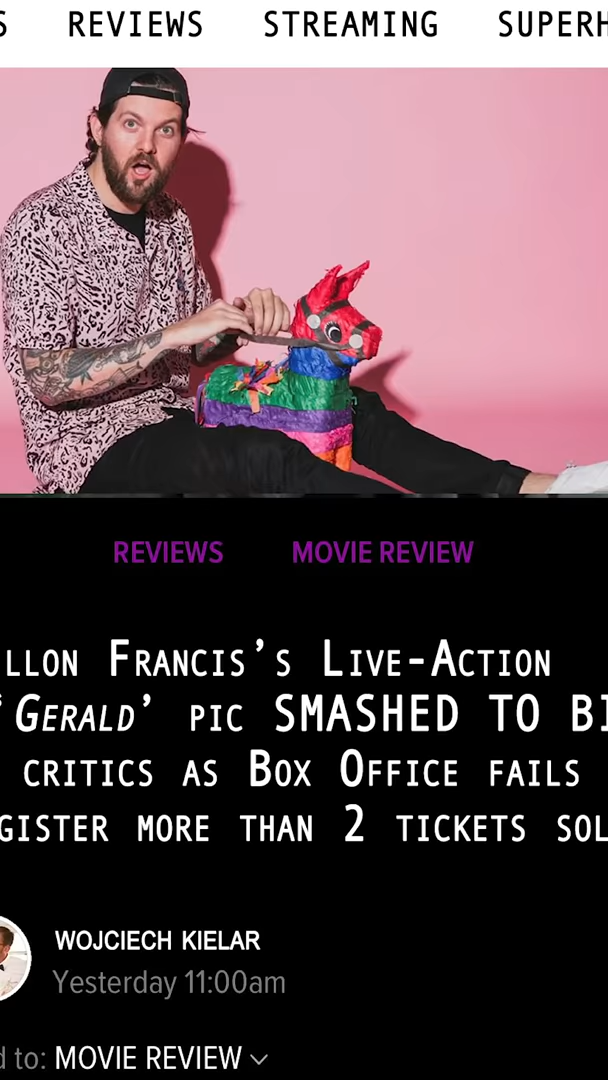 S REVIEWS STREAMING SUPERH
REVIEWS MOVIE REVIEW
LLON FRANCIS'S LIVE-ACTION
'GERALD' PIC SMASHED TO BI
CRITICS AS BOX OFFICE FAILS
GISTER MORE THAN 2 TICKETS SOL
WOJCIECH KIELAR
Yesterday 11:00am
d to: MOVIE REVIEW